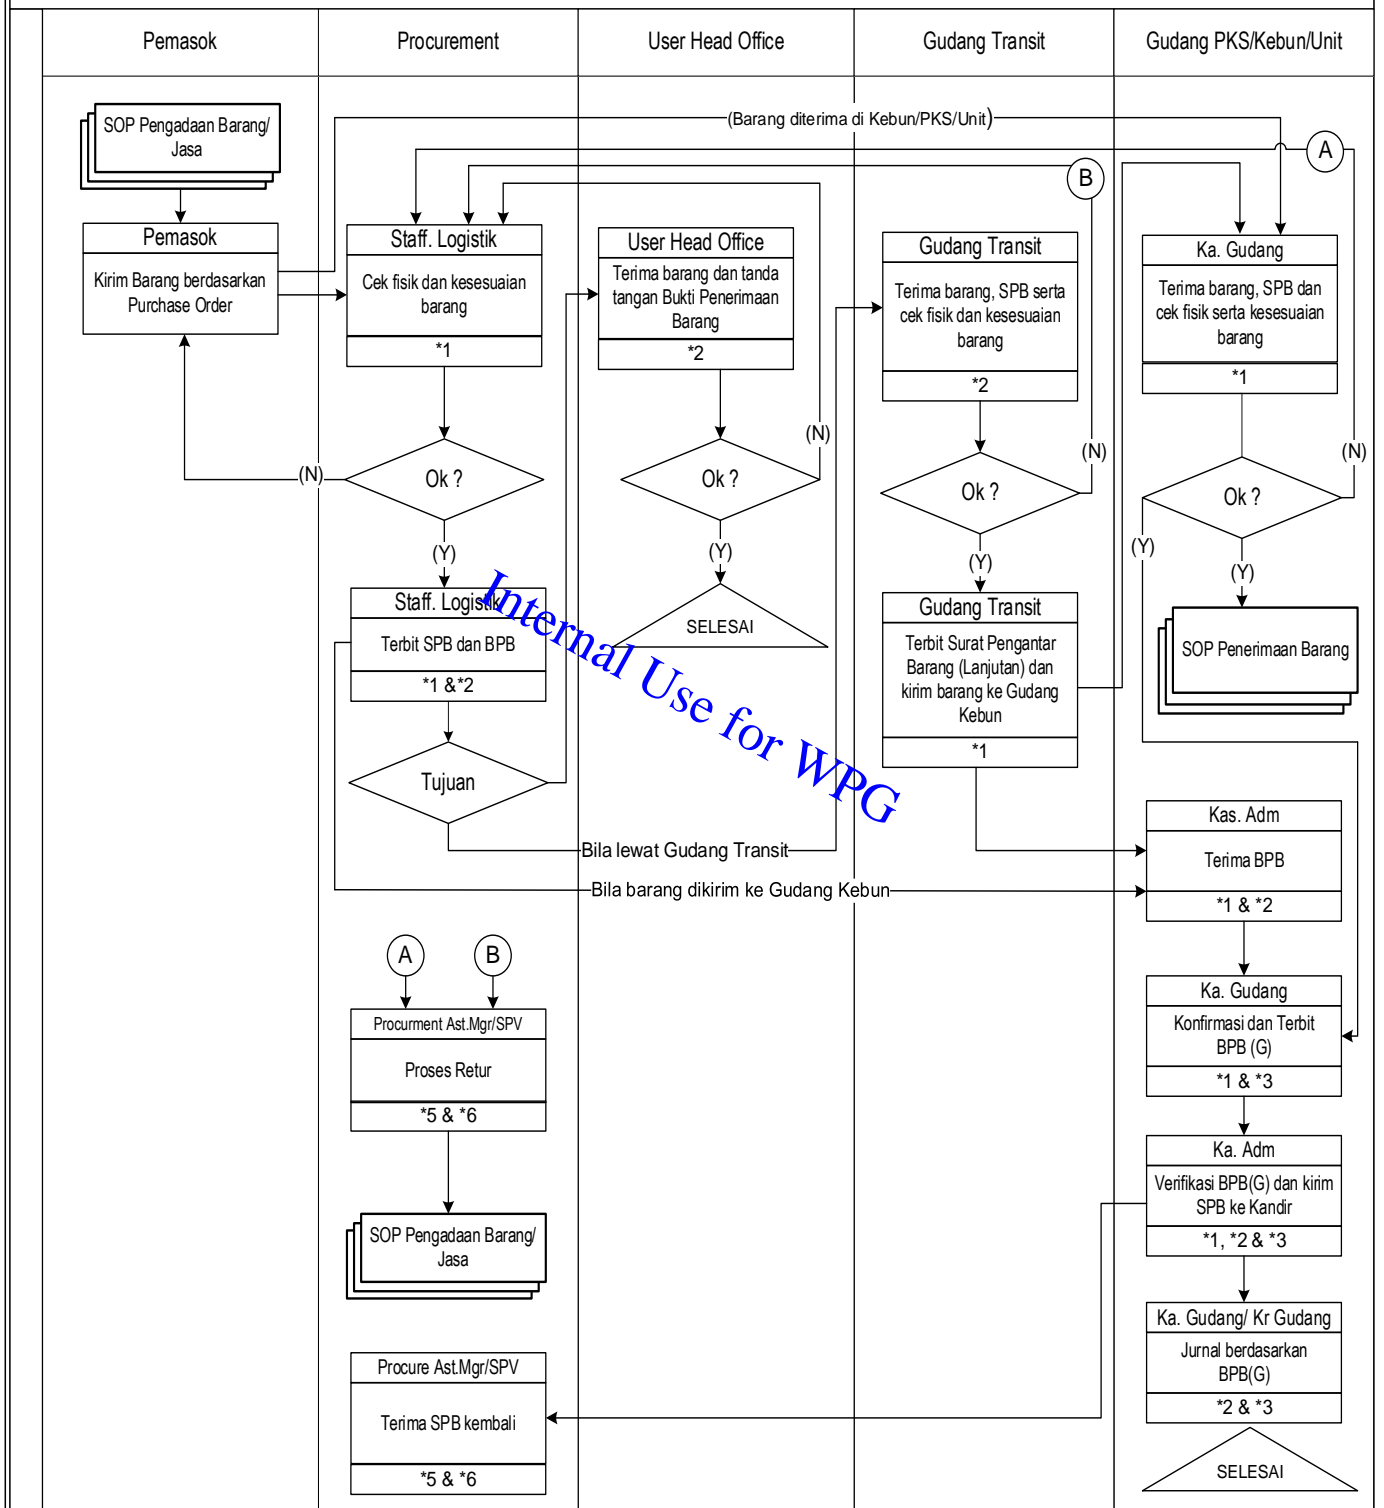 Pemasok
Procurement
User Head Office
Gudang Transit
Gudang PKS/Kebun/Unit
SOP Pengadaan Barang/
Jasa
(Barang diterima di Kebun/PKS/Unit)
A
B
Pemasok
Kirim Barang berdasarkan
Purchase Order
Staff. Logistik
Cek fisik dan kesesuaian
barang
*1
User Head Office
Terima barang dan tanda
tangan Bukti Penerimaan
Barang
*2
Gudang Transit
Terima barang, SPB serta
cek fisik dan kesesuaian
barang
*2
Ka. Gudang
Terima barang, SPB dan
cek fisik serta kesesuaian
barang
*1
(N)
Ok ?
(Y)
Ok ?
(N)
(Y)
Ok ?
(N)
(Y)
Ok ?
(N)
(Y)
(Y)
Staff. Logistik
Terbit SPB dan BPB
*1 &*2
SELESAI
Gudang Transit
Terbit Surat Pengantar
Barang (Lanjutan) dan
kirim barang ke Gudang
Kebun
*1
SOP Penerimaan Barang
Internal Use for WPG
Tujuan
Bila lewat Gudang Transit
Bila barang dikirim ke Gudang Kebun
Kas. Adm
Terima BPB
*1 & *2
A
B
Procurment Ast.Mgr/SPV
Proses Retur
*5 & *6
Ka. Gudang
Konfirmasi dan Terbit
BPB (G)
*1 & *3
Ka. Adm
Verifikasi BPB(G) dan kirim
SPB ke Kandir
*1, *2 & *3
SOP Pengadaan Barang/
Jasa
Ka. Gudang/ Kr Gudang
Jurnal berdasarkan
BPB(G)
*2 & *3
Procure Ast.Mgr/SPV
Terima SPB kembali
*5 & *6
SELESAI